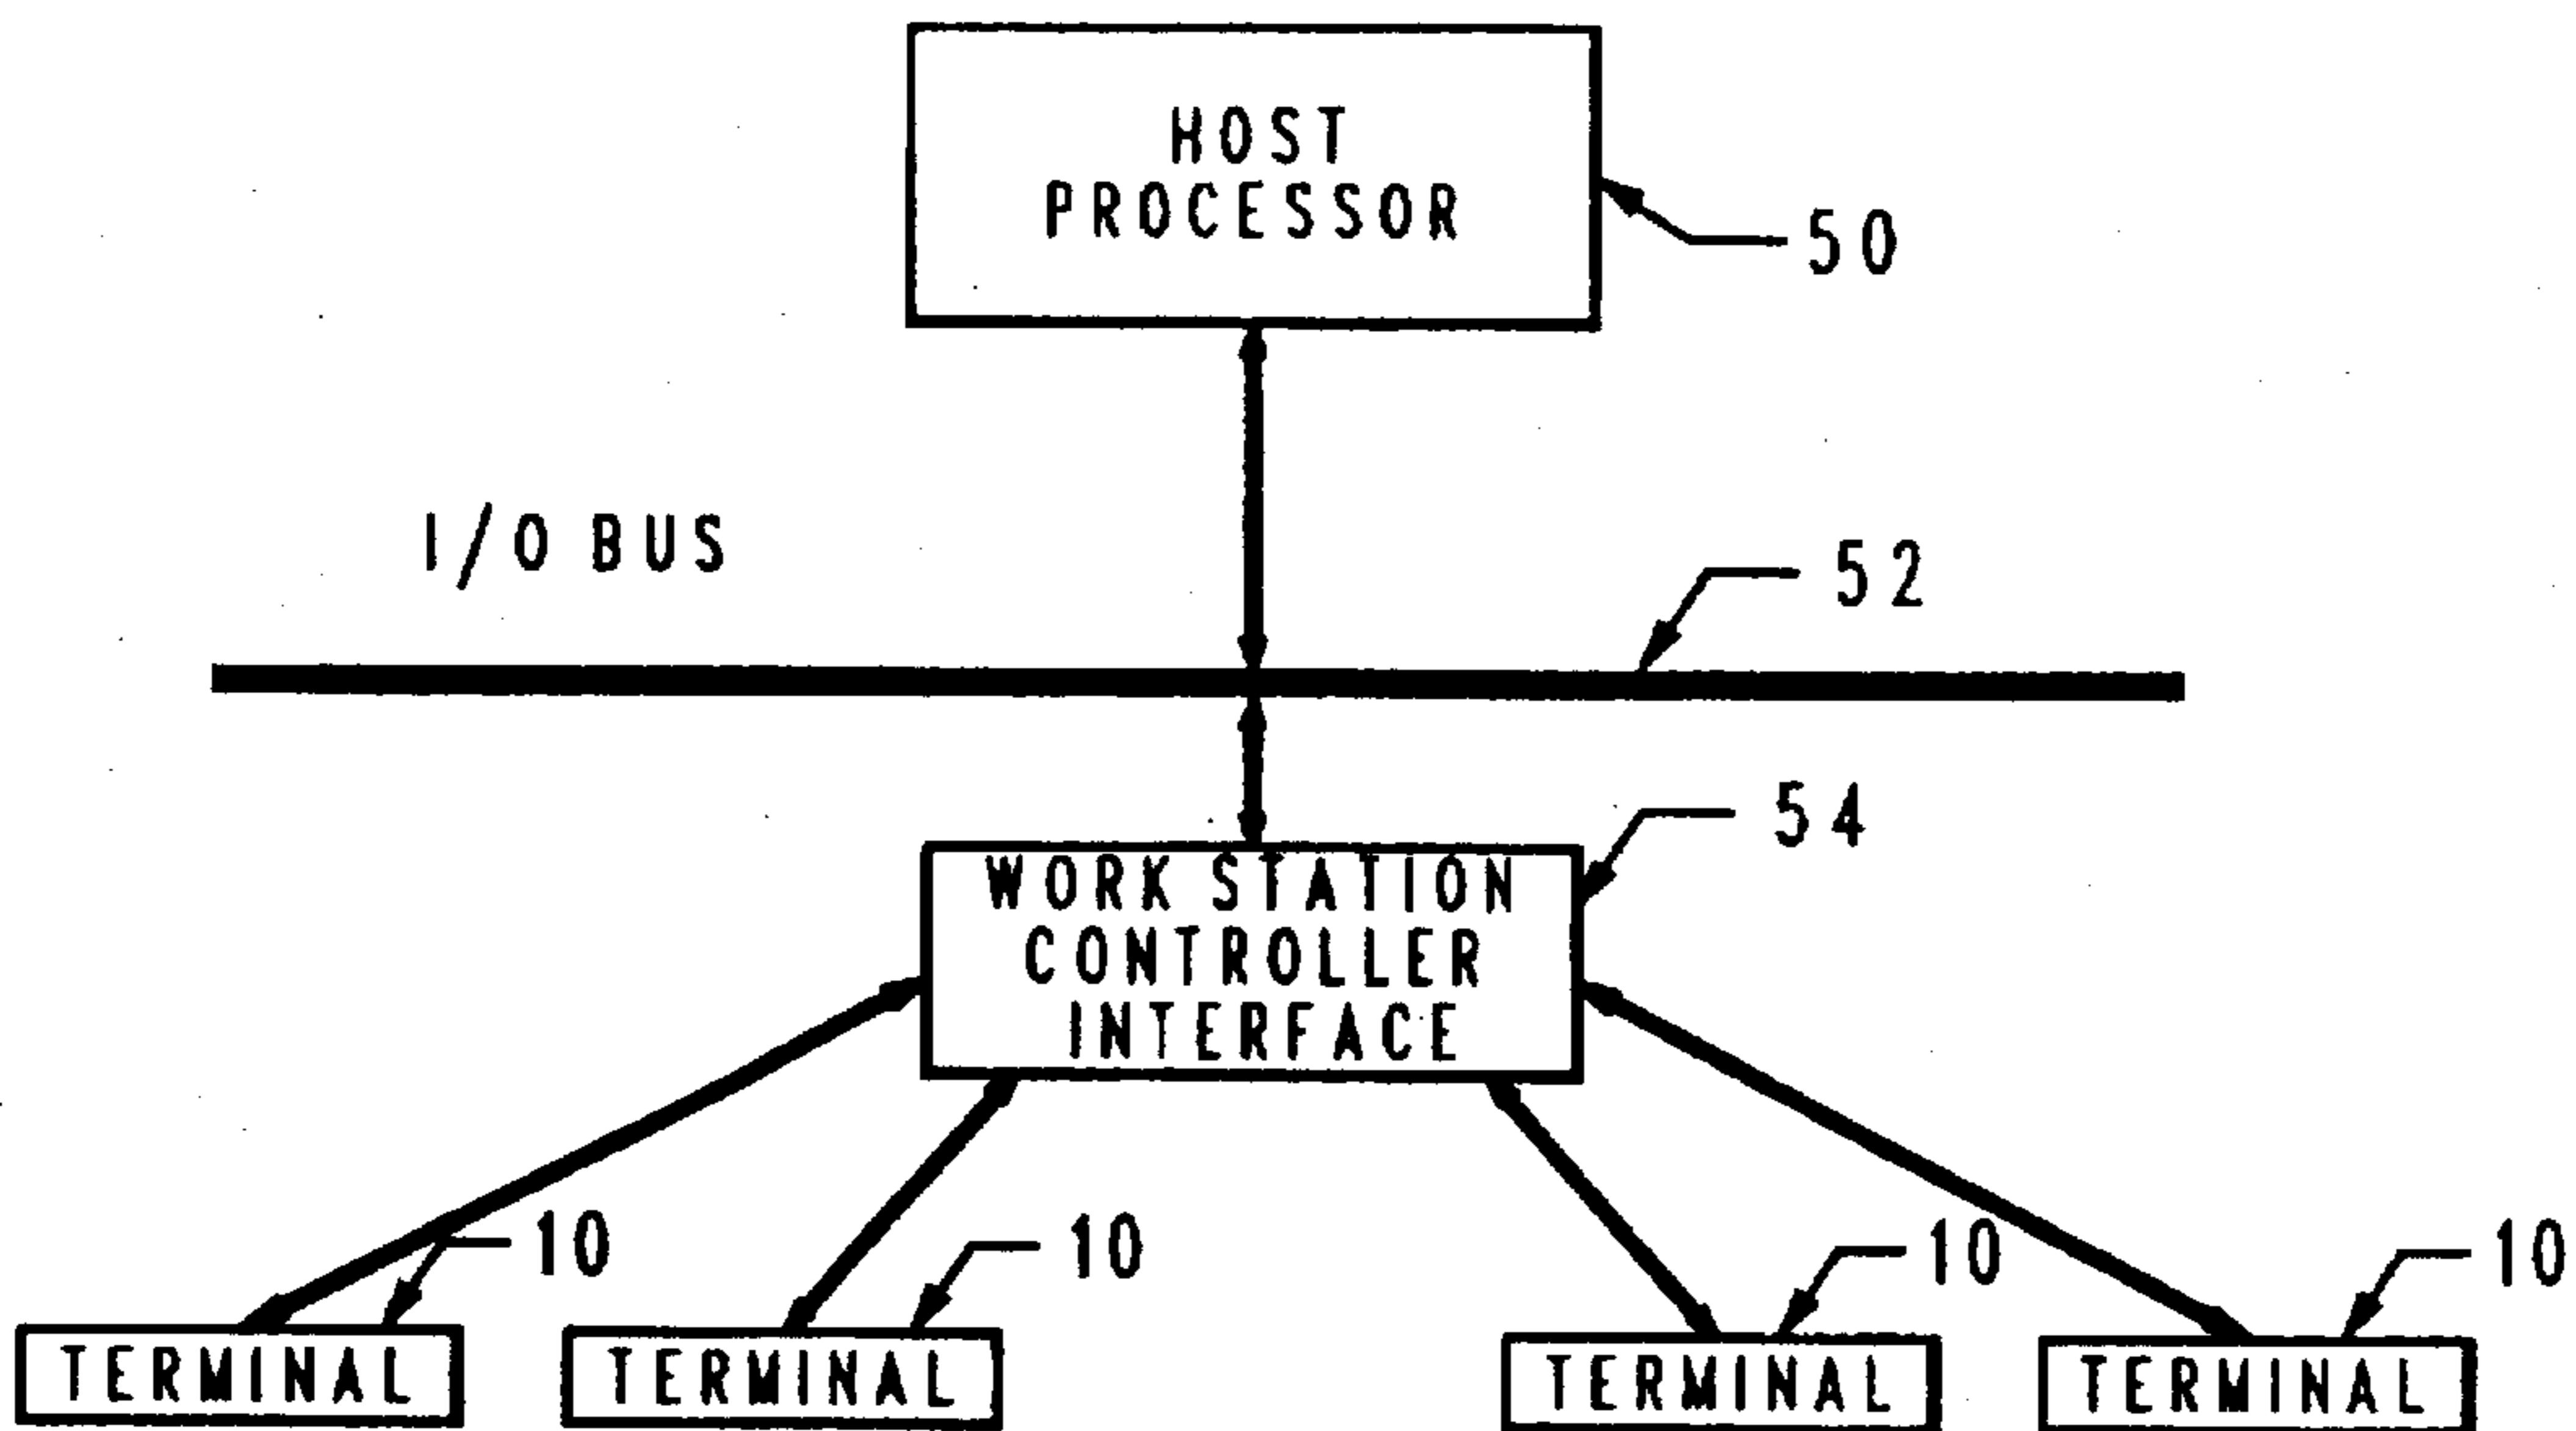 HOST
PROCESSOR
50
I/O BUS
52
54
WORK STATION
CONTROLLER
INTERFACE
10
10
10
10
TERMINAL
TERMINAL
TERMINAL
TERMINAL